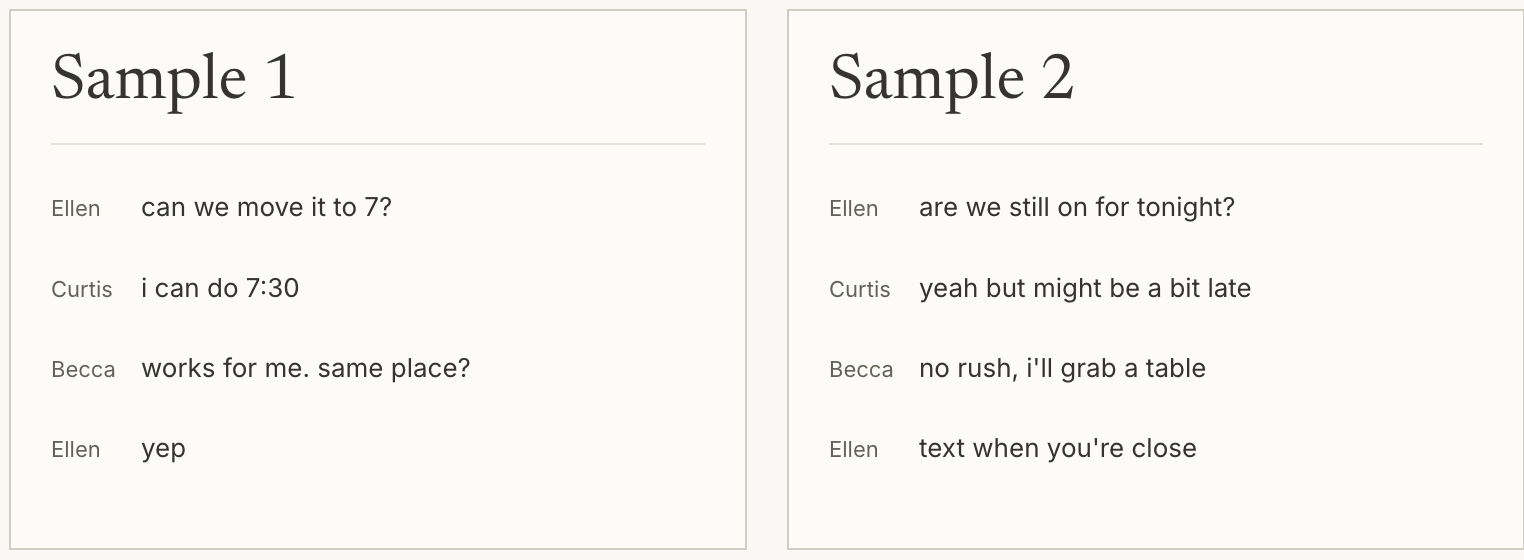 Sample 1
Ellen can we move it to 7?
Curtis i can do 7:30
Becca works for me. same place?
Ellen yep
Sample 2
Ellen are we still on for tonight?
Curtis yeah but might be a bit late
Becca no rush, i'll grab a table
Ellen text when you're close